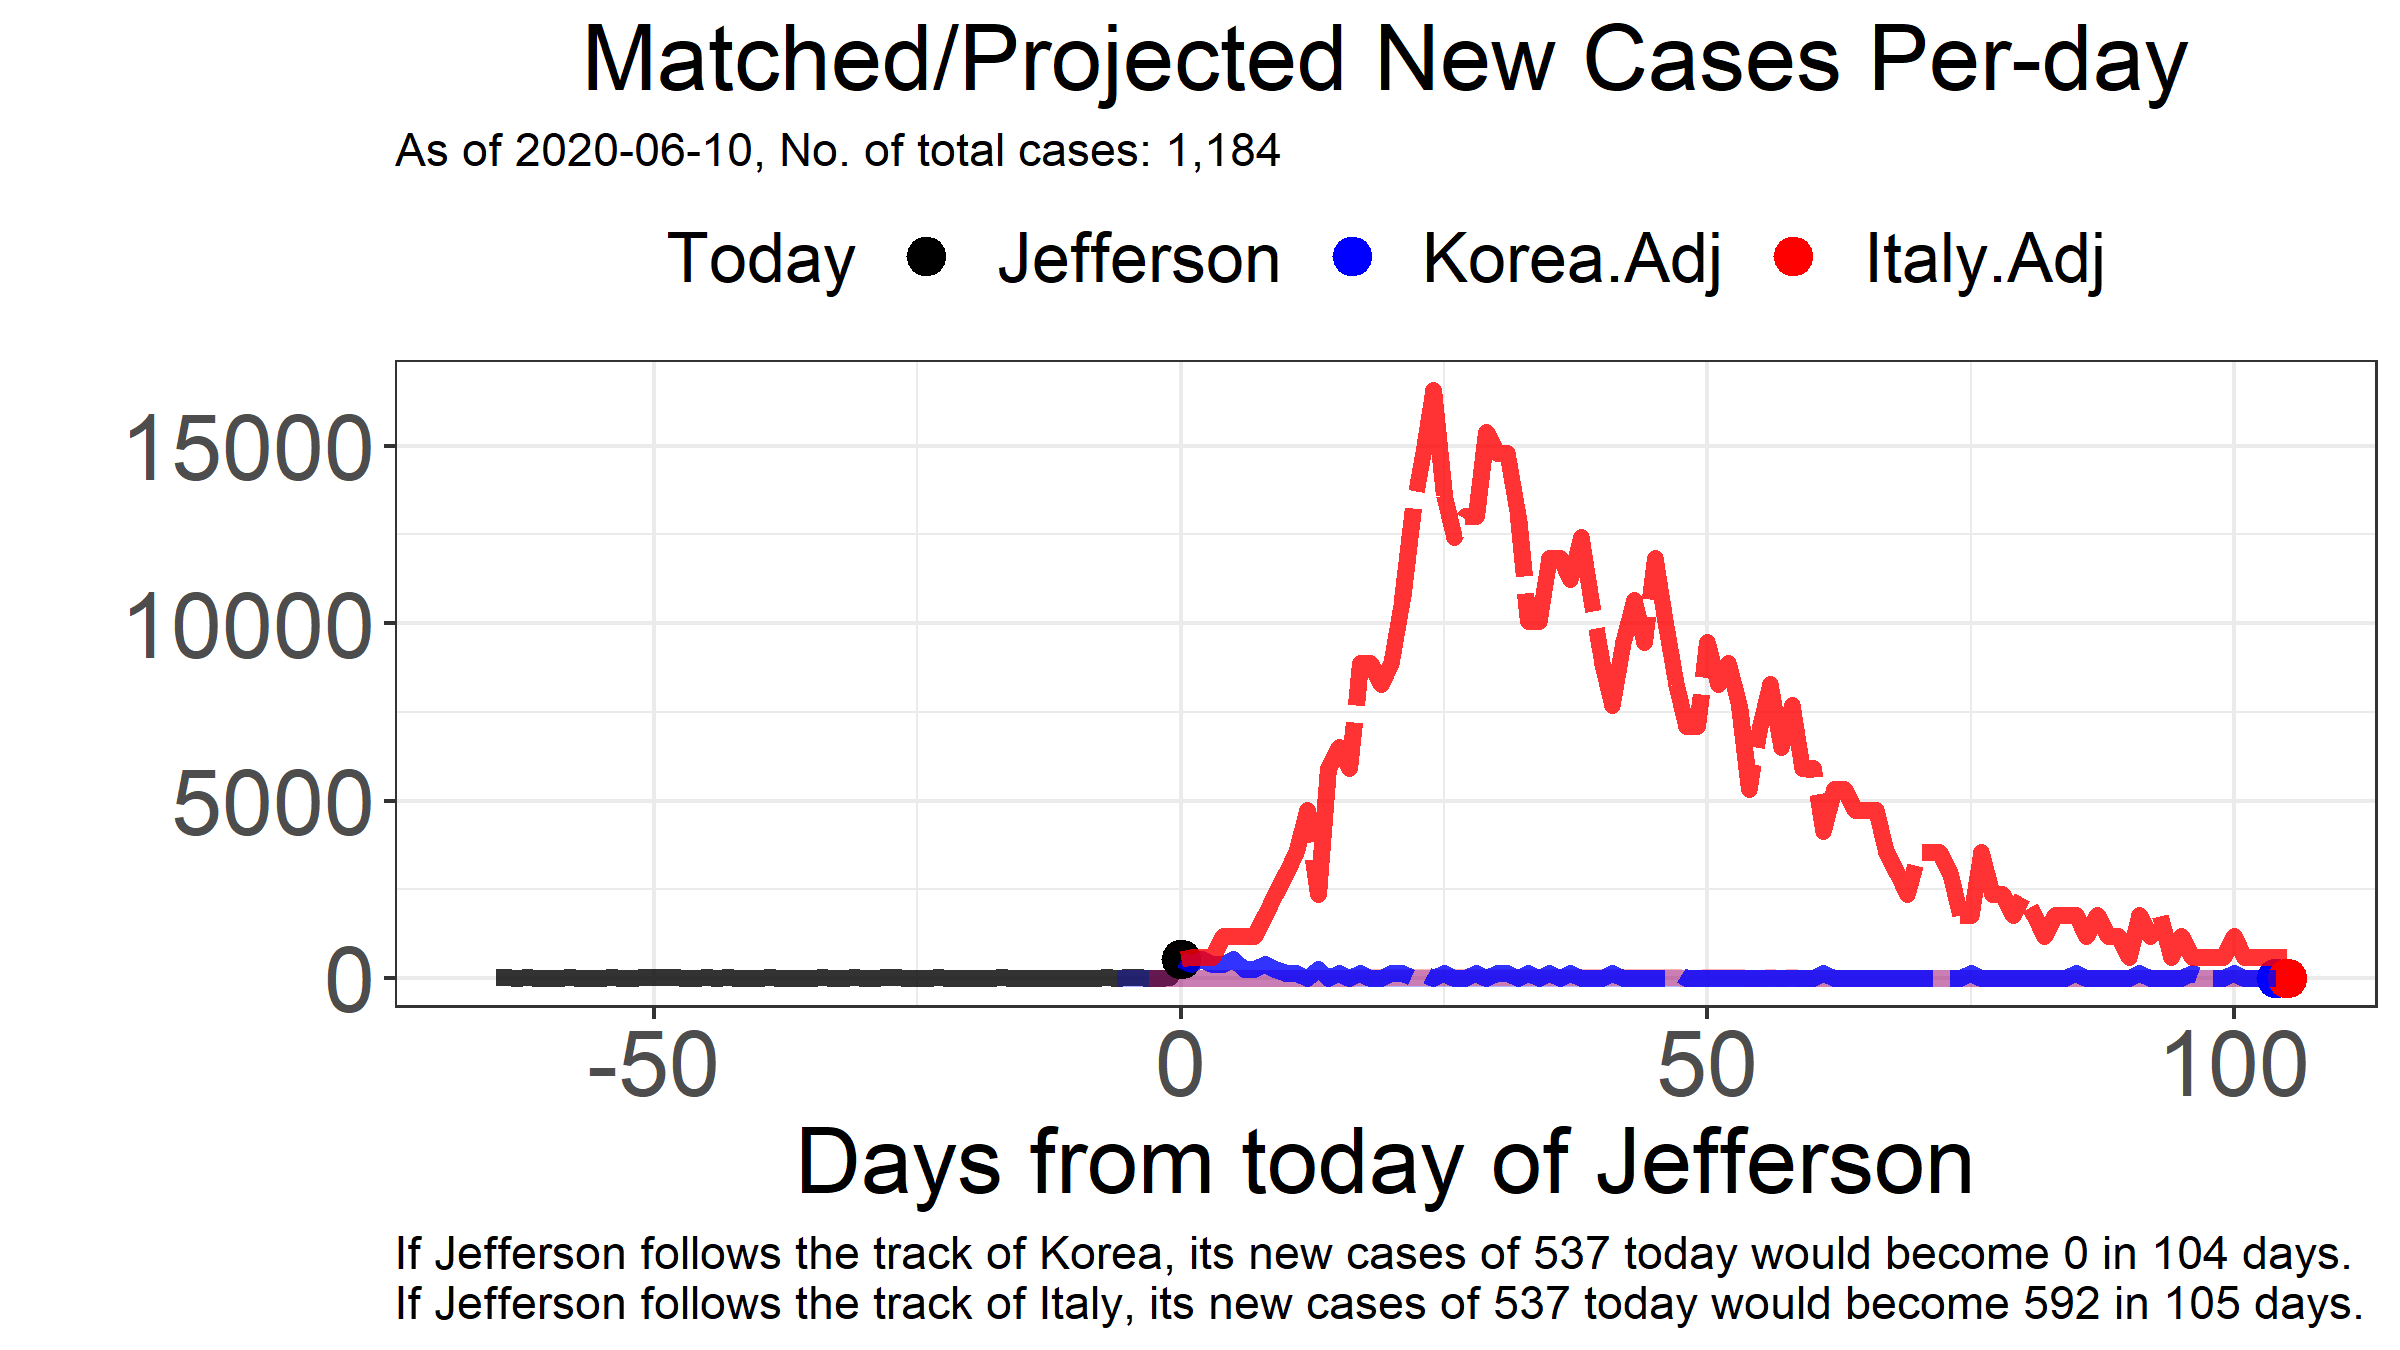 Matched/Projected New Cases Per-day
As of 2020-06-10, No. of total cases: 1,184
Today Jefferson Korea.Adj Italy.Adj
15000
10000
5000
0
-50 0 50 100
Days from today of Jefferson
If Jefferson follows the track of Korea, its new cases of 537 today would become 0 in 104 days.
If Jefferson follows the track of Italy, its new cases of 537 today would become 592 in 105 days.